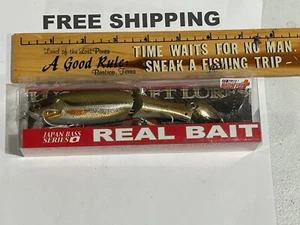 FREE SHIPPING
Land of the Lost Pines
A Good Rule
Bastrop, Texas
TIME WAITS FOR NO MAN
SNEAK A FISHING TRIP
JAPAN BASS
SERIES
REAL BAIT